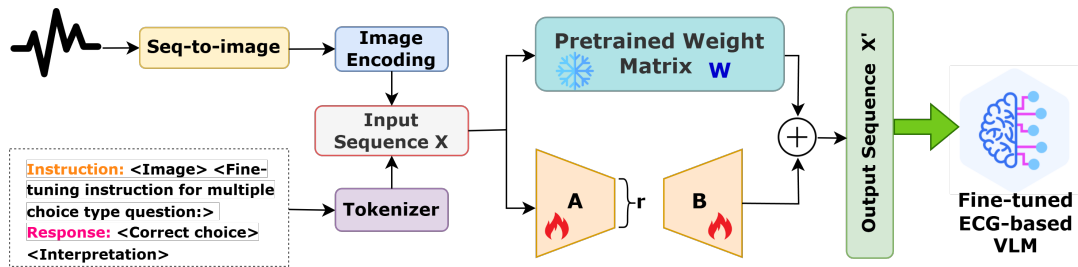 Seq-to-image
Image
Encoding
Input
Sequence X
Instruction: <Image> <Fine-
tuning instruction for multiple
choice type question:>
Response: <Correct choice>
<Interpretation>
Tokenizer
Pretrained Weight
Matrix W
A
r
B
Output Sequence X'
Fine-tuned
ECG-based
VLM